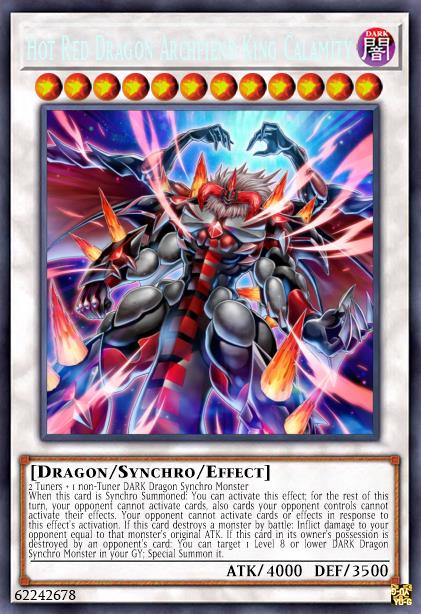 Hot Red Dragon Archfiend King Calamity
DARK
闇
[Dragon/Synchro/Effect]
2 Tuners + 1 non-Tuner DARK Dragon Synchro Monster
When this card is Synchro Summoned: You can activate this effect; for the rest of this
turn, your opponent cannot activate cards, also cards your opponent controls cannot
activate their effects. Your opponent cannot activate cards or effects in response to
this effect's activation. If this card destroys a monster by battle: Inflict damage to your
opponent equal to that monster's original ATK. If this card in its owner's possession is
destroyed by an opponent's card: You can target 1 Level 8 or lower DARK Dragon
Synchro Monster in your GY; Special Summon it.
ATK/4000 DEF/3500
62242678